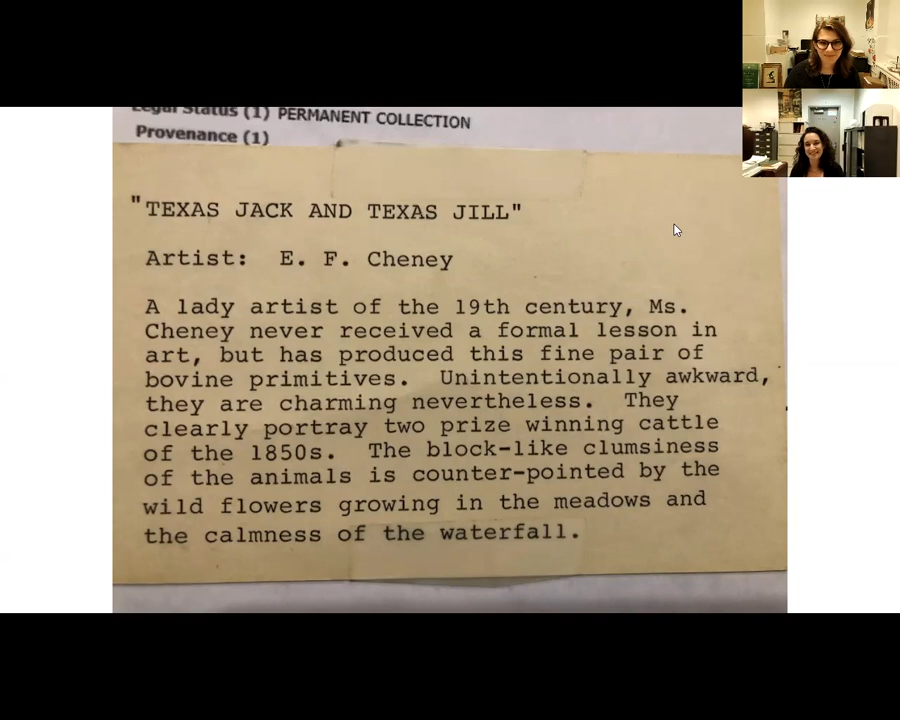 Legal Status (1) PERMANENT COLLECTION
Provenance (1)
"TEXAS JACK AND TEXAS JILL"
Artist: E. F. Cheney
A lady artist of the 19th century, Ms.
Cheney never received a formal lesson in
art, but has produced this fine pair of
bovine primitives. Unintentionally awkward,
they are charming nevertheless. They
clearly portray two prize winning cattle
of the 1850s. The block-like clumsiness
of the animals is counter-pointed by the
wild flowers growing in the meadows and
the calmness of the waterfall.